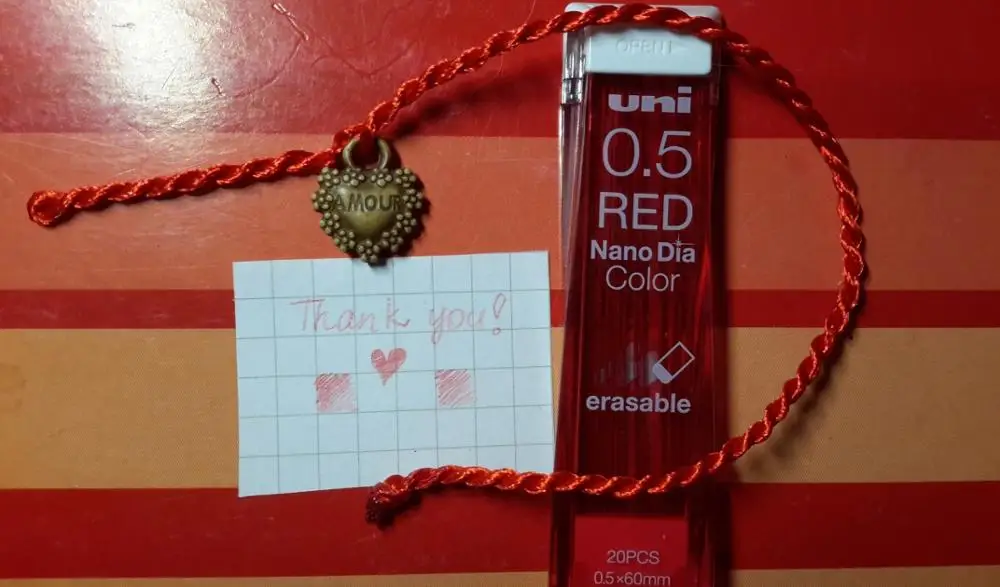 OPEN
uni
0.5
RED
Nano Dia
Color
erasable
20PCS
0.5×60mm
AMOUR
Thank you!